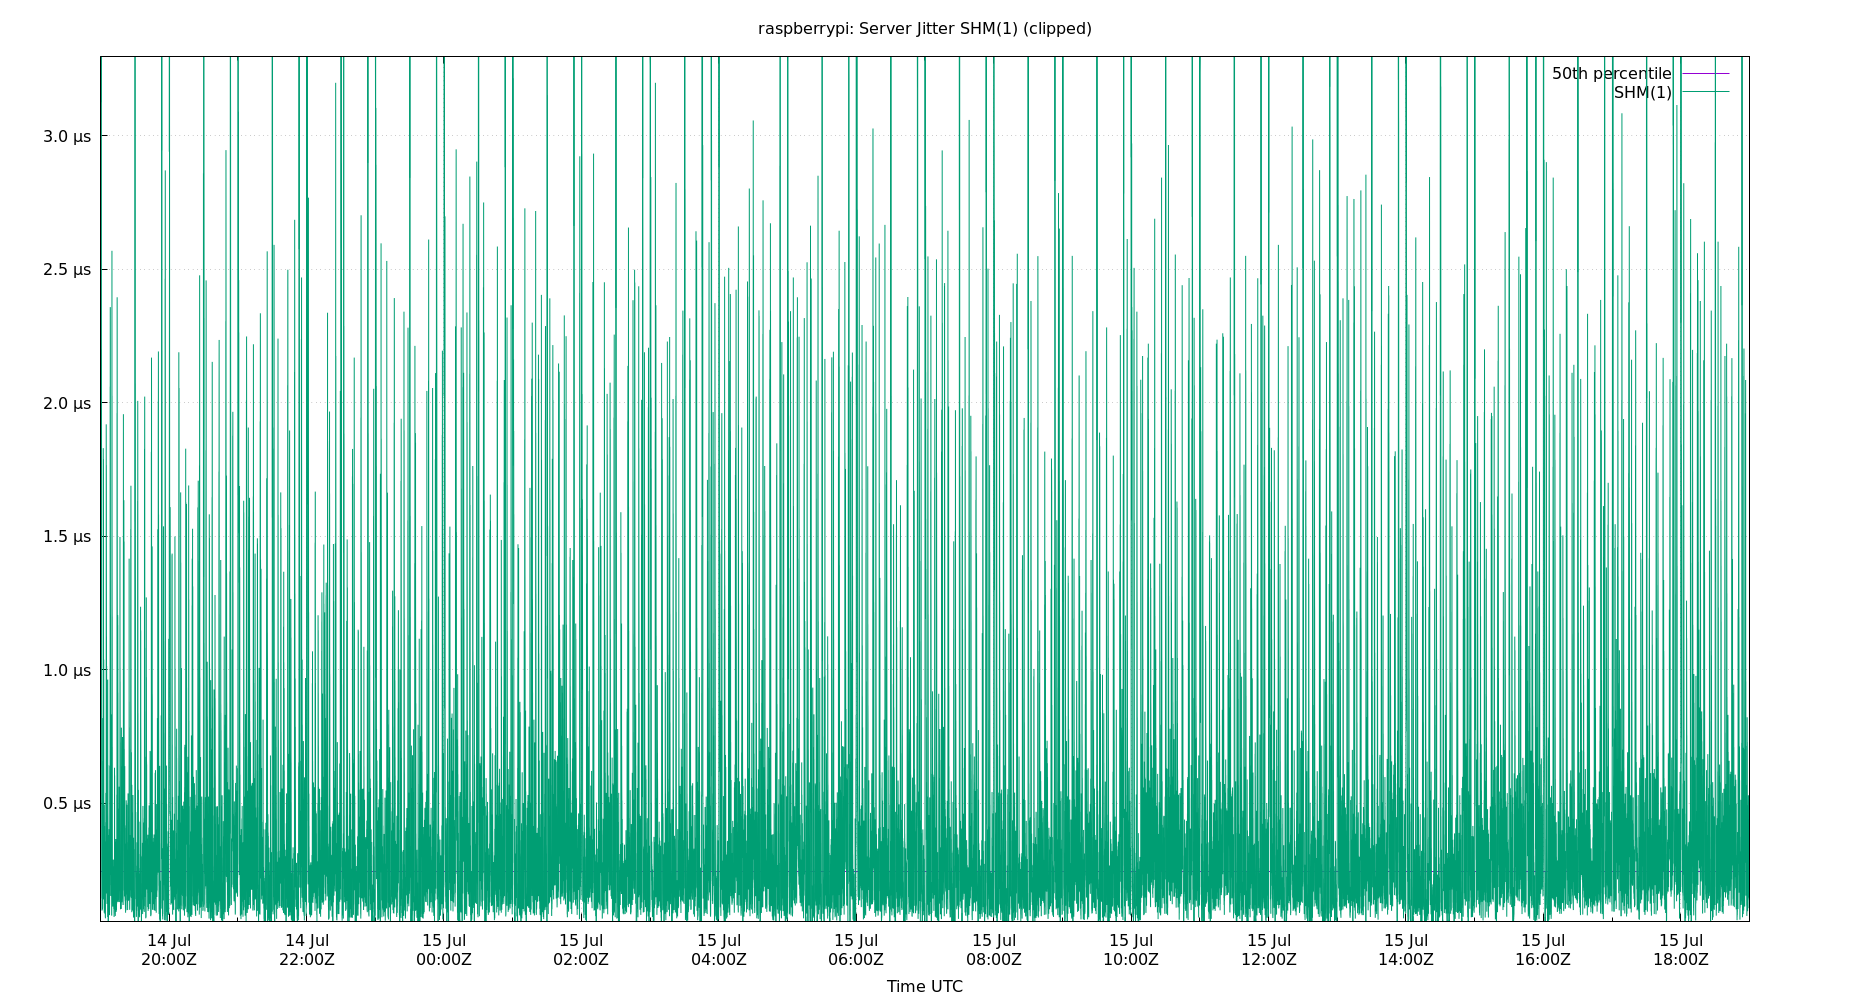 raspberrypi: Server Jitter SHM(1) (clipped)
50th percentile
SHM(1)
3.0 µs
2.5 µs
2.0 µs
1.5 µs
1.0 µs
0.5 µs
14 Jul 14 Jul 15 Jul 15 Jul 15 Jul 15 Jul 15 Jul 15 Jul 15 Jul 15 Jul 15 Jul 15 Jul
20:00Z 22:00Z 00:00Z 02:00Z 04:00Z 06:00Z 08:00Z 10:00Z 12:00Z 14:00Z 16:00Z 18:00Z
Time UTC